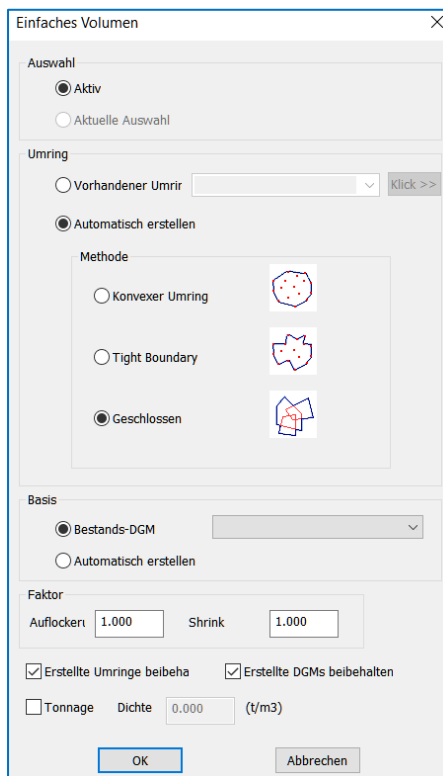 Einfaches Volumen
Auswahl
Aktiv
Aktuelle Auswahl
Umring
Vorhandener Umrir
Klick >>
Automatisch erstellen
Methode
Konvexer Umring
Tight Boundary
Geschlossen
Basis
Bestands-DGM
Automatisch erstellen
Faktor
Auflockeru 1.000 Shrink 1.000
Erstellte Umringe beibeha Erstellte DGMs beibehalten
Tonnage Dichte 0.000 (t/m3)
OK Abbrechen